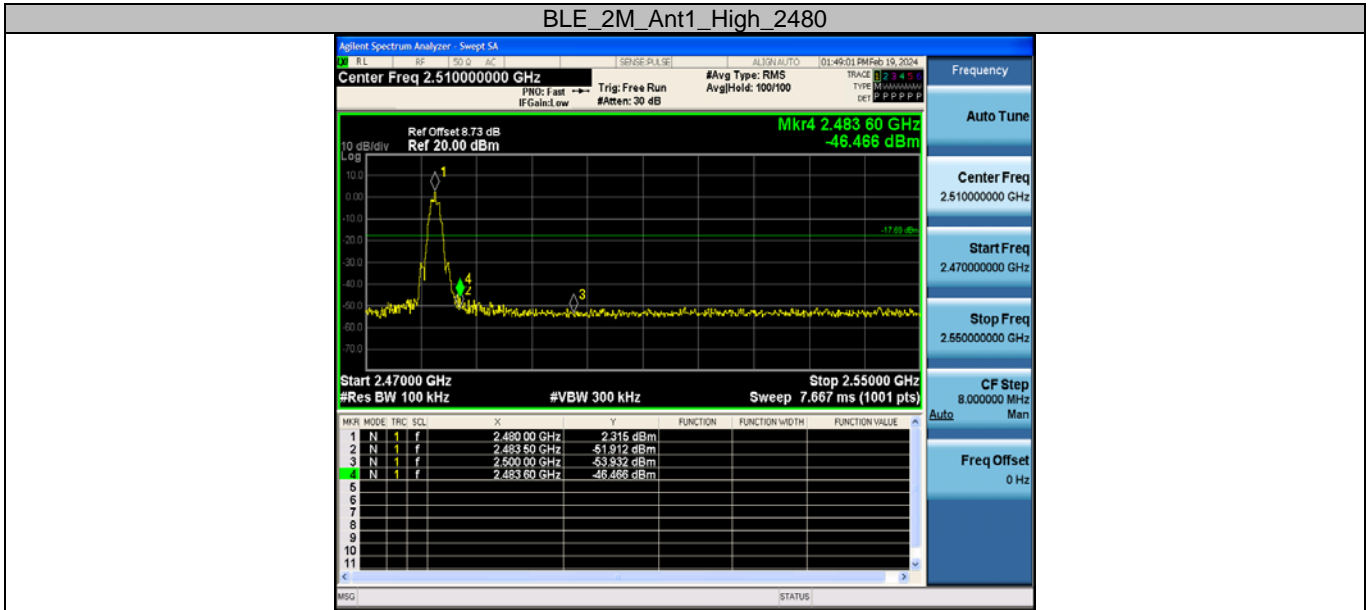 BLE_2M_Ant1_High_2480
Agilent Spectrum Analyzer - Swept SA
RL RF 50 Ω AC SENSE:PULSE ALIGNAUTO 01:49:01 PM Feb 19, 2024
Center Freq 2.510000000 GHz #Avg Type: RMS TRACE 1 2 3 4 5 6 Frequency
PNO: Fast Trig: Free Run Avg|Hold: 100/100 TYPE M
IFGain:Low #Atten: 30 dB DET P P P P P P
Auto Tune
Mkr4 2.483 60 GHz
Ref Offset 8.73 dB
10 dB/div Ref 20.00 dBm -46.466 dBm
Log
10.0
0.00
-10.0
-20.0
-30.0
-40.0
-50.0
-60.0
-70.0
1
4
2
3
-17.69 dBm
Center Freq
2.510000000 GHz
Start Freq
2.470000000 GHz
Stop Freq
2.550000000 GHz
Start 2.47000 GHz Stop 2.55000 GHz
#Res BW 100 kHz #VBW 300 kHz Sweep 7.667 ms (1001 pts)
CF Step
8.000000 MHz
Auto Man
MKR MODE TRC SCL X Y FUNCTION FUNCTION WIDTH FUNCTION VALUE
1 N 1 f 2.480 00 GHz 2.315 dBm
2 N 1 f 2.483 50 GHz -51.912 dBm
3 N 1 f 2.500 00 GHz -53.932 dBm
4 N 1 f 2.483 60 GHz -46.466 dBm
5
6
7
8
9
10
11
Freq Offset
0 Hz
MSG STATUS